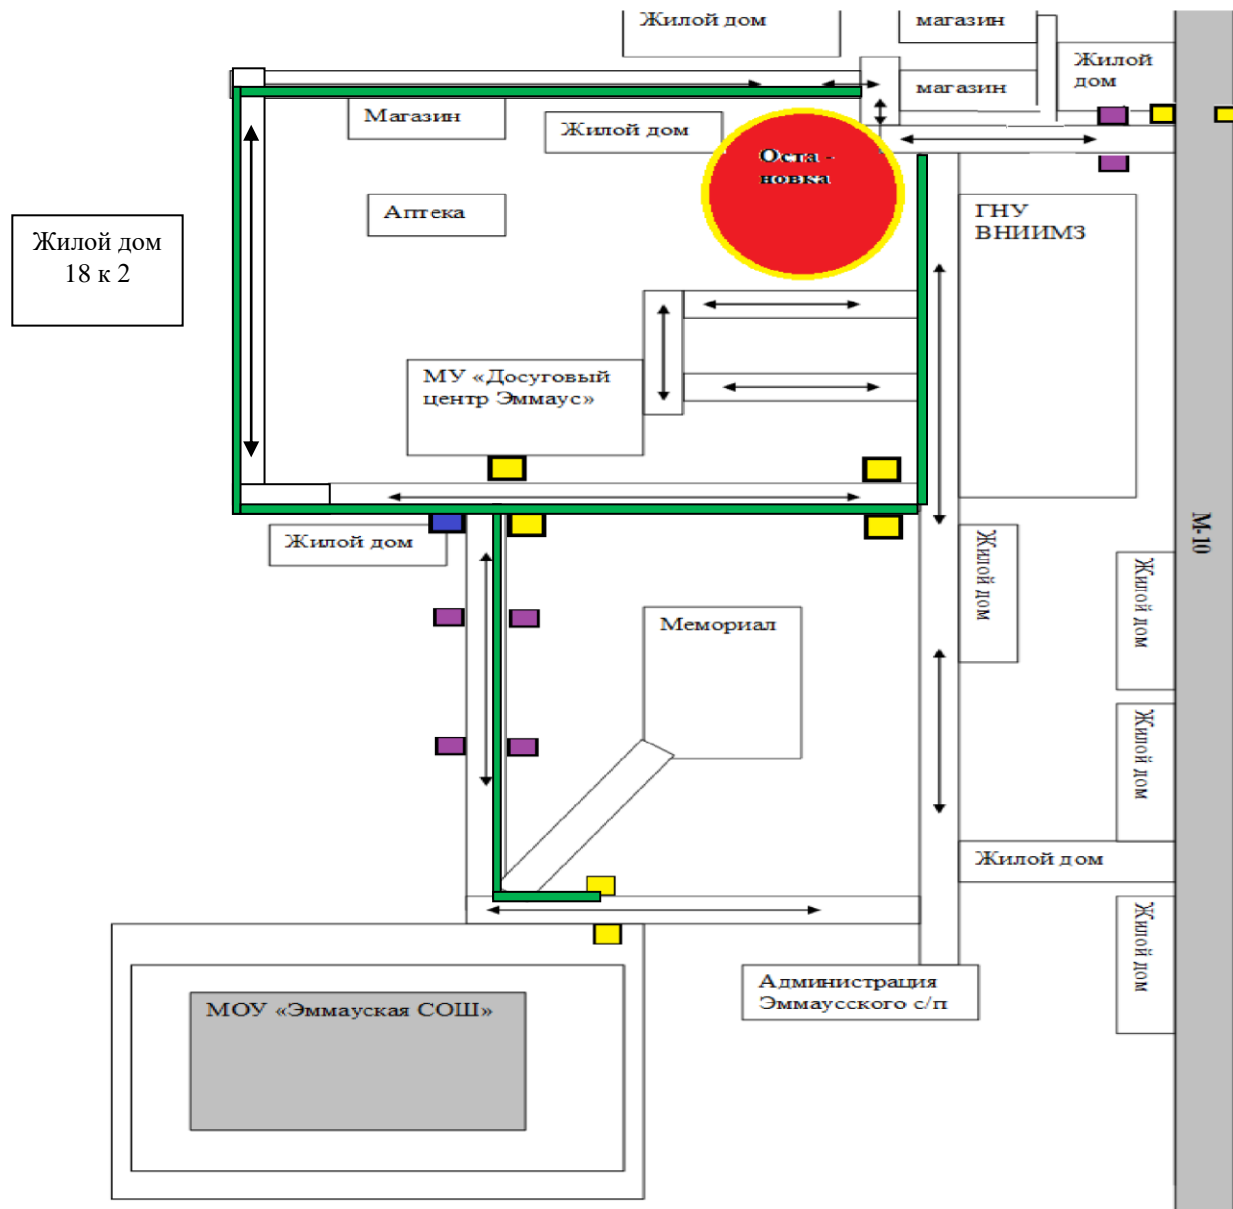 Жилой дом
магазин
Жилой дом
магазин
Магазин
Жилой дом
Оста -
новка
Аптека
ГНУ
ВНИИМЗ
Жилой дом
18 к 2
МУ «Досуговый
центр Эммаус»
М-10
Жилой дом
Жилой дом
Жилой дом
Мемориал
Жилой дом
Жилой дом
Жилой дом
Администрация
Эммаусского с/п
МОУ «Эммауская СОШ»